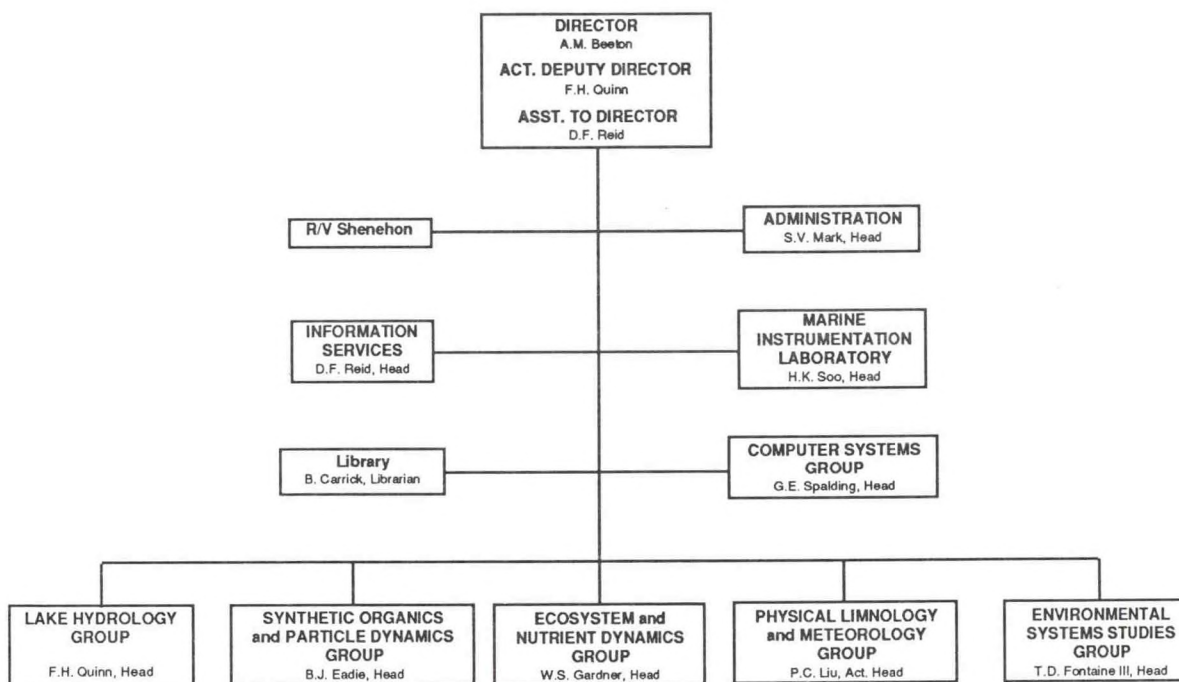 DIRECTOR
A.M. Beeton
ACT. DEPUTY DIRECTOR
F.H. Quinn
ASST. TO DIRECTOR
D.F. Reid
R/V Shenehon
ADMINISTRATION
S.V. Mark, Head
INFORMATION
SERVICES
D.F. Reid, Head
MARINE
INSTRUMENTATION
LABORATORY
H.K. Soo, Head
Library
B. Carrick, Librarian
COMPUTER SYSTEMS
GROUP
G.E. Spalding, Head
LAKE HYDROLOGY
GROUP
F.H. Quinn, Head
SYNTHETIC ORGANICS
and PARTICLE DYNAMICS
GROUP
B.J. Eadie, Head
ECOSYSTEM and
NUTRIENT DYNAMICS
GROUP
W.S. Gardner, Head
PHYSICAL LIMNOLOGY
and METEOROLOGY
GROUP
P.C. Liu, Act. Head
ENVIRONMENTAL
SYSTEMS STUDIES
GROUP
T.D. Fontaine III, Head